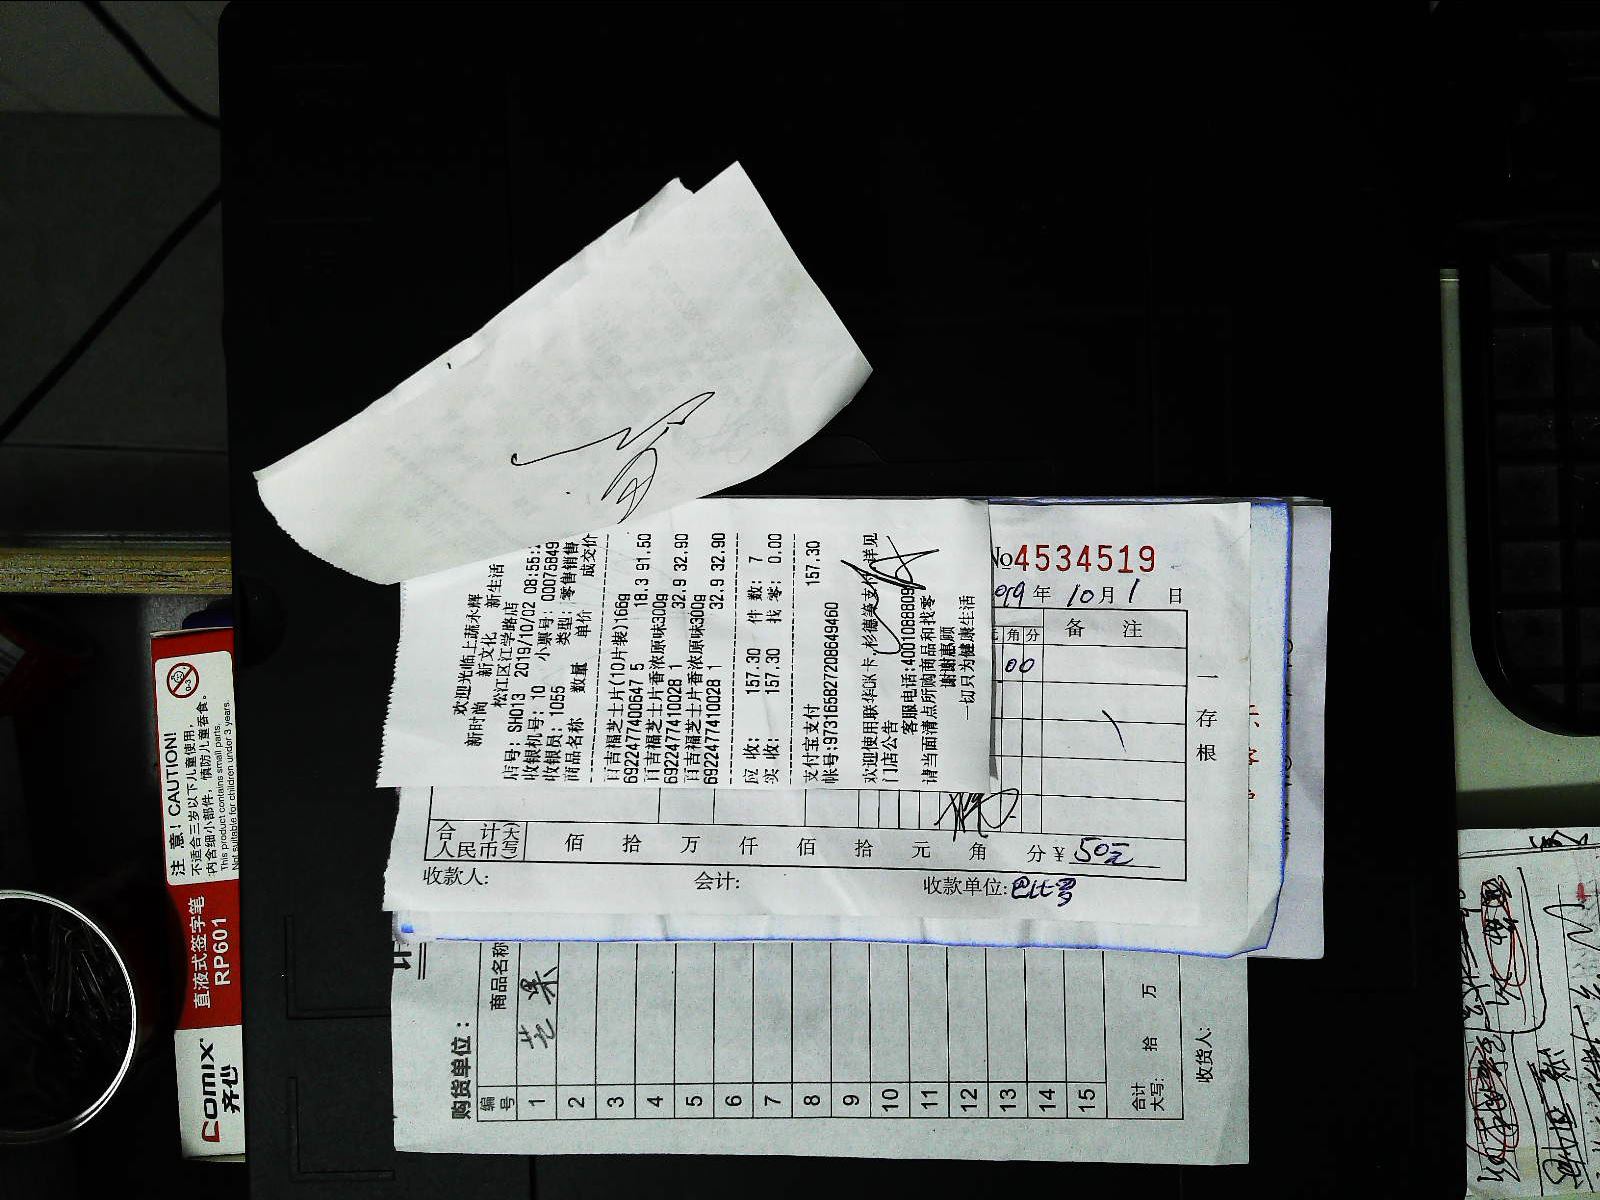 欢迎光临上蔬永辉
新时尚 新文化 新生活
松江区江学路店
店号: SH013 2019/10/02 08:55:
收银机号: 10 小票号: 00075849
收银员: 1055 类型: 零售销售
商品名称 数量 单价 成交价
百吉福芝士片(10片装)166g
6922477400647 5 18.3 91.50
百吉福芝士片香浓原味300g
6922477410028 1 32.9 32.90
百吉福芝士片香浓原味300g
6922477410028 1 32.9 32.90
应收: 157.30 件数: 7
实收: 157.30 找零: 0.00
支付宝支付 157.30
帐号:973165827208649460
欢迎使用联华OK卡,杉德等支付 详见
门店公告
客服电话:4001088809
请当面清点所购商品和找零
谢谢惠顾
一切只为健康生活
№4534519
019年 10月 1 日
角 分 备 注
00
一存根
合计(大写)
人民币
佰 拾 万 仟 佰 拾 元 角 分 ¥ 50元
收款人: 会计: 收款单位:
购货单位:
编号 商品名称
1
2
3
4
5
6
7
8
9
10
11
12
13
14
15
合计
大写: 拾 万
收货人:
注意! CAUTION!
不适合三岁以下儿童使用,
内含细小部件, 慎防儿童吞食。
This product contains small parts,
Not suitable for children under 3 years.
0-3
直液式签字笔
RP601
COMIX
齐心